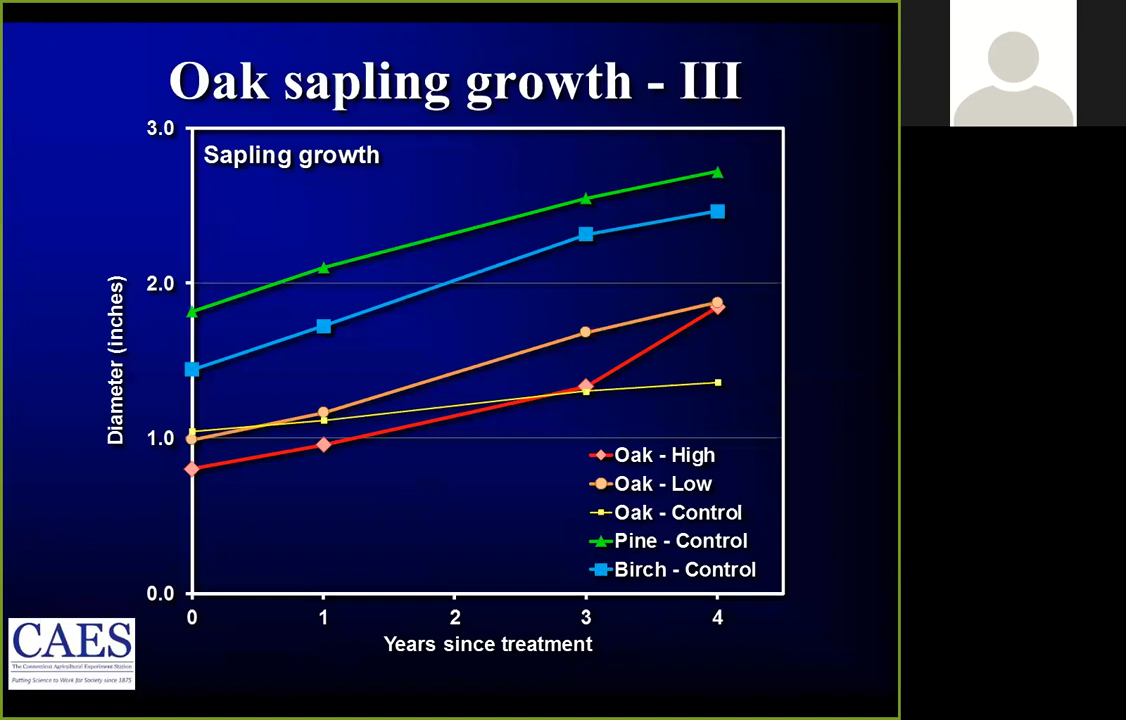 Oak sapling growth - III
3.0
Sapling growth
2.0
Diameter (inches)
1.0
Oak - High
Oak - Low
Oak - Control
Pine - Control
Birch - Control
0.0
0 1 2 3 4
Years since treatment
CAES
The Connecticut Agricultural Experiment Station
Putting Science to Work for Society since 1875